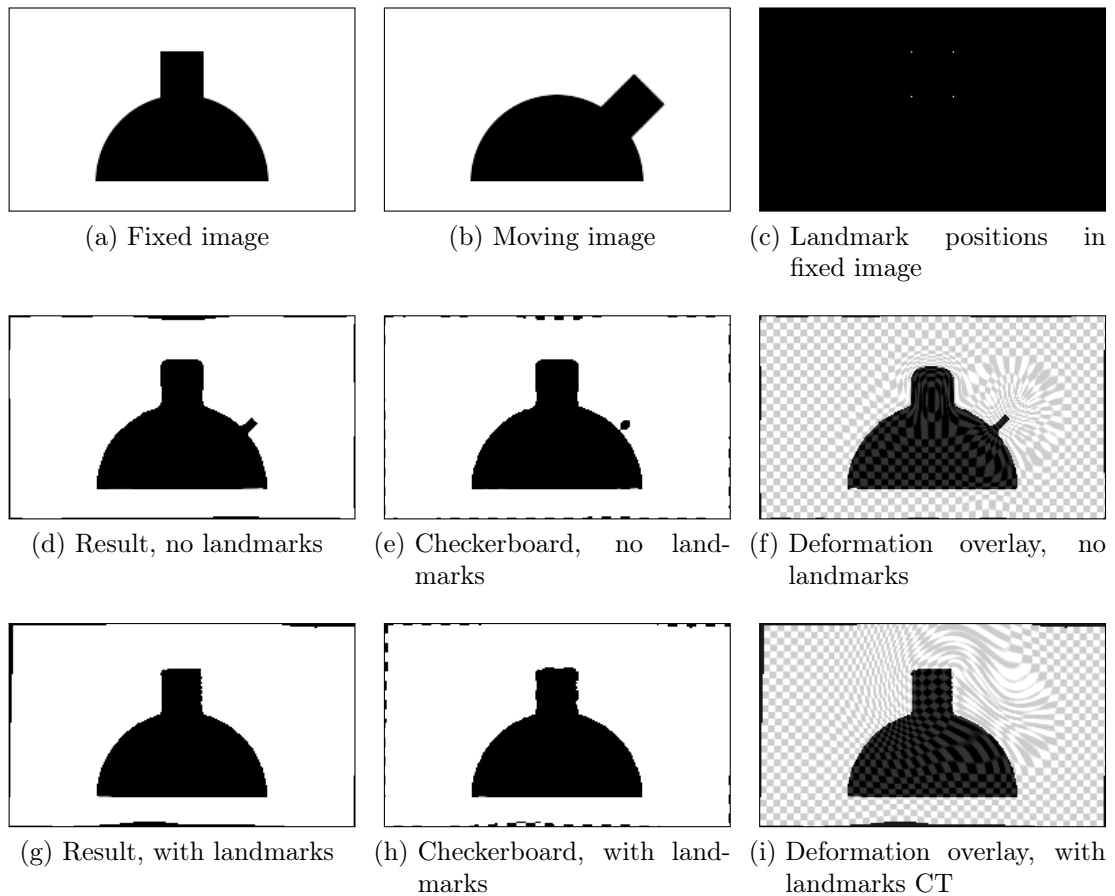 (a) Fixed image
(b) Moving image
(c) Landmark positions in
fixed image
(d) Result, no landmarks
(e) Checkerboard, no land-
marks
(f) Deformation overlay, no
landmarks
(g) Result, with landmarks
(h) Checkerboard, with land-
marks
(i) Deformation overlay, with
landmarks CT